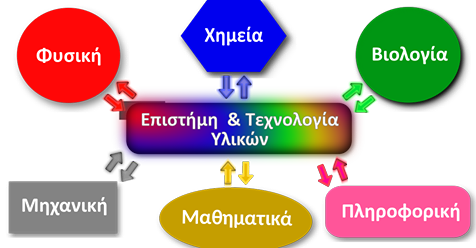 Φυσική
Χημεία
Βιολογία
Επιστήμη & Τεχνολογία
Υλικών
Μηχανική
Μαθηματικά
Πληροφορική